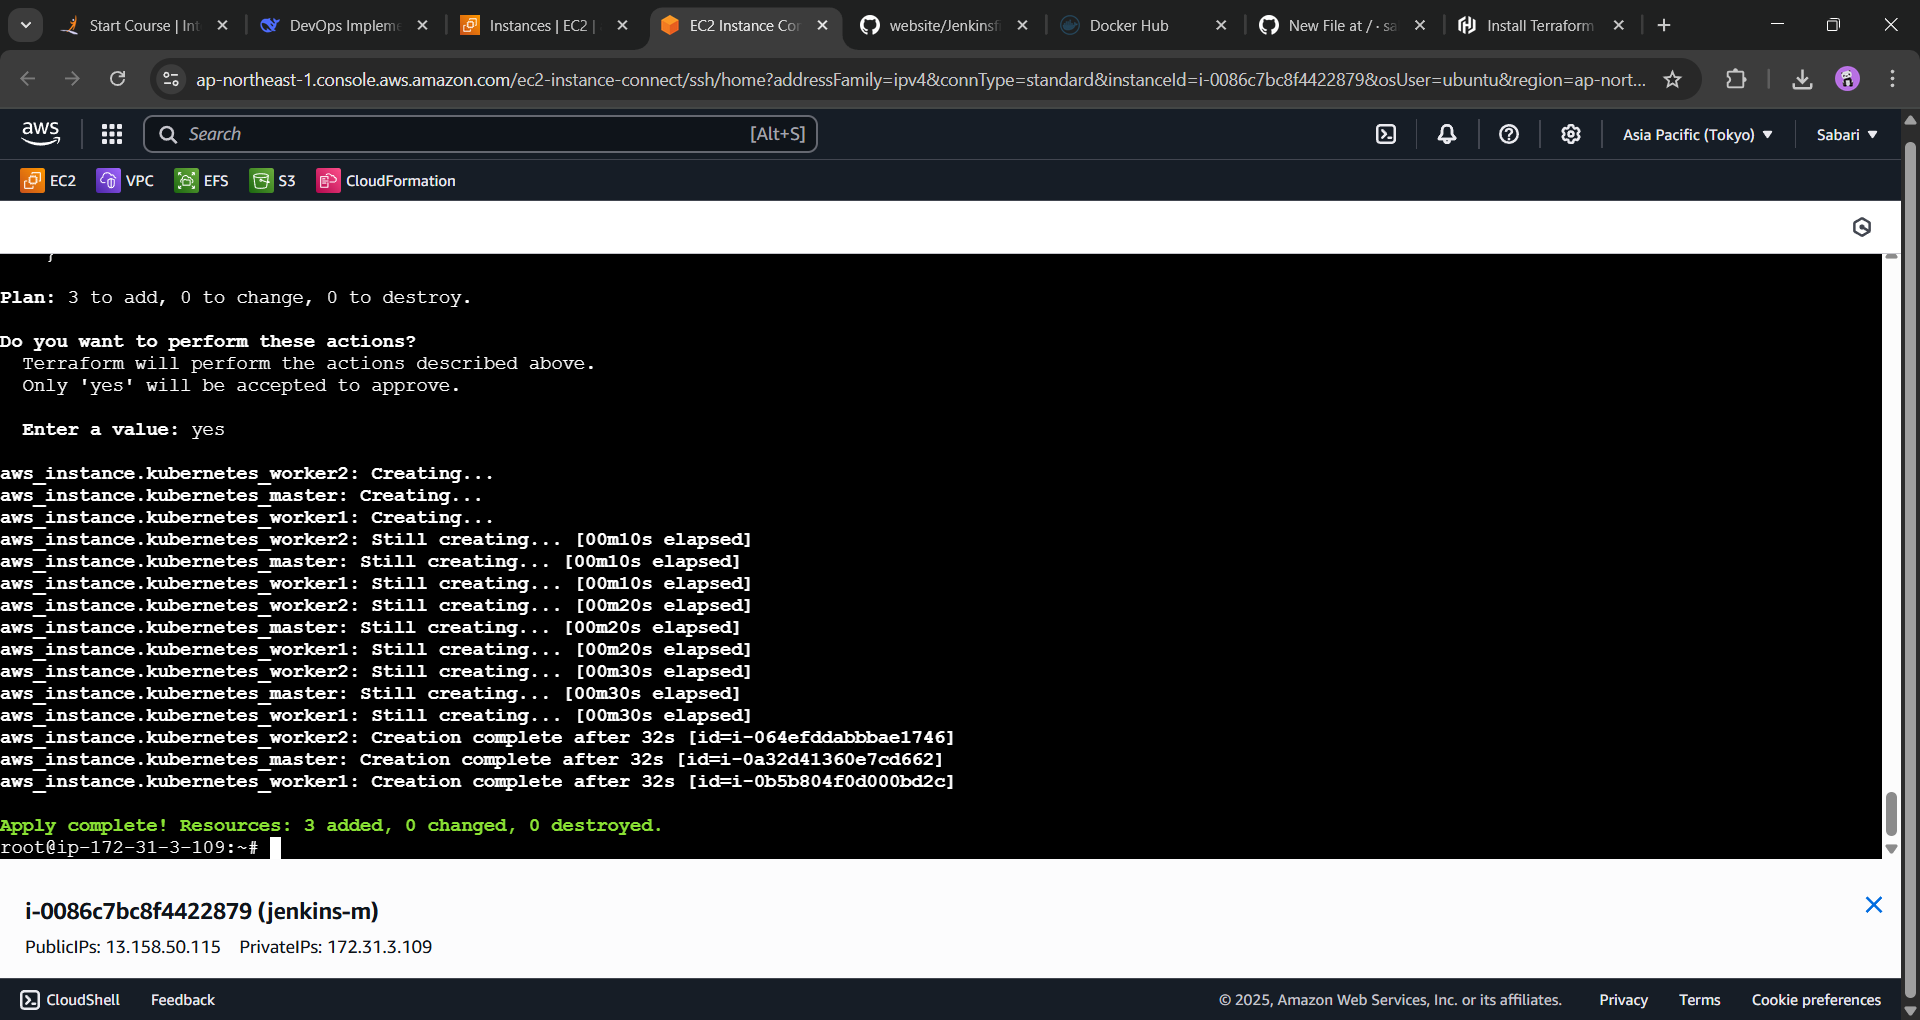 Start Course | Int
DevOps Impleme
Instances | EC2 |
EC2 Instance Co
website/Jenkinsfi
Docker Hub
New File at / · sa
Install Terraform
ap-northeast-1.console.aws.amazon.com/ec2-instance-connect/ssh/home?addressFamily=ipv4&connType=standard&instanceId=i-0086c7bc8f4422879&osUser=ubuntu&region=ap-nort...
aws
Search
[Alt+S]
Asia Pacific (Tokyo)
Sabari
EC2
VPC
EFS
S3
CloudFormation
}
Plan: 3 to add, 0 to change, 0 to destroy.
Do you want to perform these actions?
Terraform will perform the actions described above.
Only 'yes' will be accepted to approve.
Enter a value: yes
aws_instance.kubernetes_worker2: Creating...
aws_instance.kubernetes_master: Creating...
aws_instance.kubernetes_worker1: Creating...
aws_instance.kubernetes_worker2: Still creating... [00m10s elapsed]
aws_instance.kubernetes_master: Still creating... [00m10s elapsed]
aws_instance.kubernetes_worker1: Still creating... [00m10s elapsed]
aws_instance.kubernetes_worker2: Still creating... [00m20s elapsed]
aws_instance.kubernetes_master: Still creating... [00m20s elapsed]
aws_instance.kubernetes_worker1: Still creating... [00m20s elapsed]
aws_instance.kubernetes_worker2: Still creating... [00m30s elapsed]
aws_instance.kubernetes_master: Still creating... [00m30s elapsed]
aws_instance.kubernetes_worker1: Still creating... [00m30s elapsed]
aws_instance.kubernetes_worker2: Creation complete after 32s [id=i-064efddabbbae1746]
aws_instance.kubernetes_master: Creation complete after 32s [id=i-0a32d41360e7cd662]
aws_instance.kubernetes_worker1: Creation complete after 32s [id=i-0b5b804f0d000bd2c]
Apply complete! Resources: 3 added, 0 changed, 0 destroyed.
root@ip-172-31-3-109:~#
i-0086c7bc8f4422879 (jenkins-m)
PublicIPs: 13.158.50.115 PrivateIPs: 172.31.3.109
CloudShell
Feedback
© 2025, Amazon Web Services, Inc. or its affiliates.
Privacy
Terms
Cookie preferences